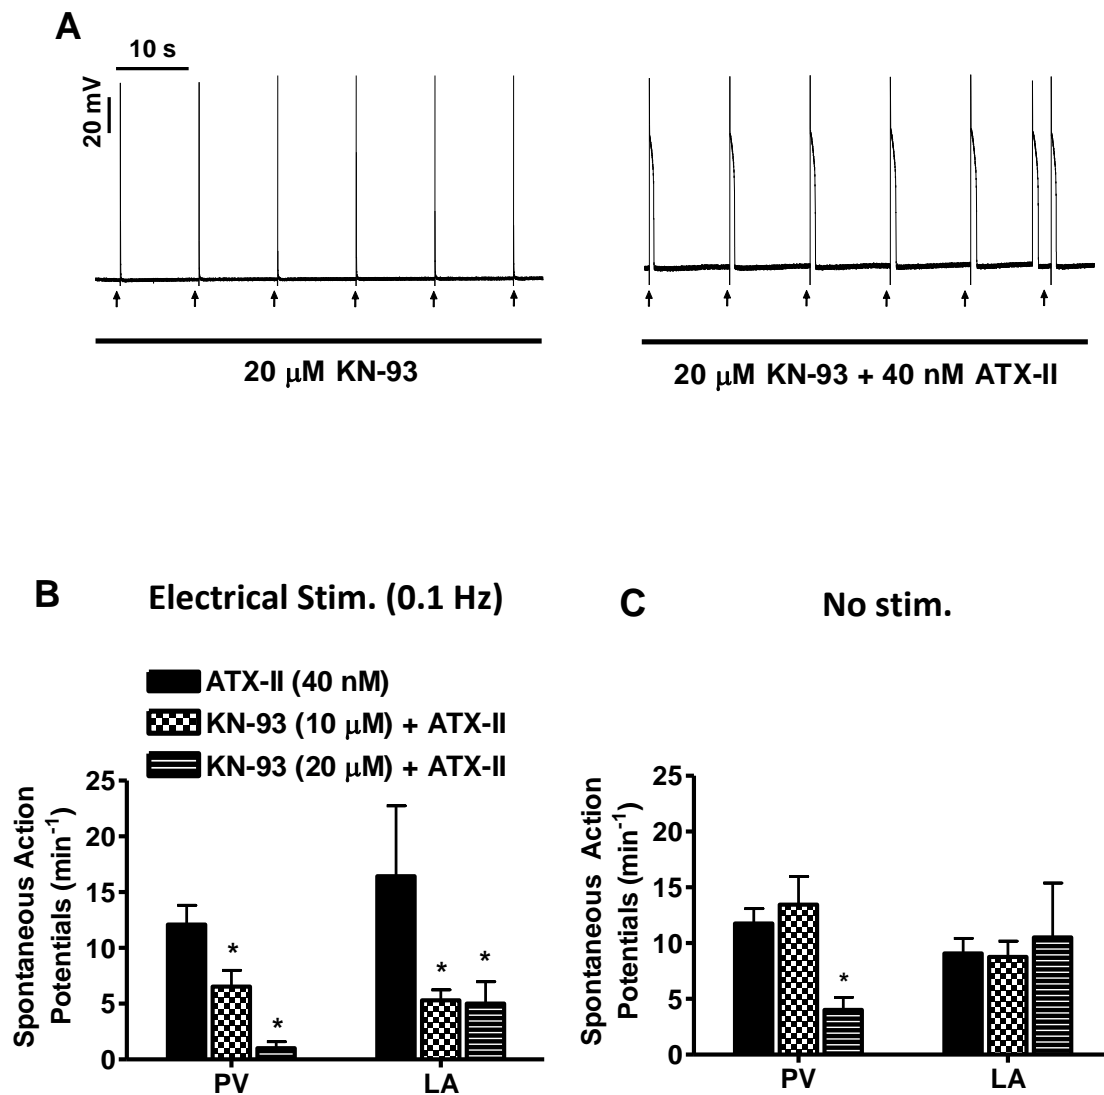 A
10 s
20 mV
20 μM KN-93
20 μM KN-93 + 40 nM ATX-II
B
Electrical Stim. (0.1 Hz)
ATX-II (40 nM)
KN-93 (10 μM) + ATX-II
KN-93 (20 μM) + ATX-II
Spontaneous Action
Potentials (min⁻¹)
25
20
15
10
5
0
*
*
*
*
PV
LA
C
No stim.
Spontaneous Action
Potentials (min⁻¹)
25
20
15
10
5
0
*
PV
LA